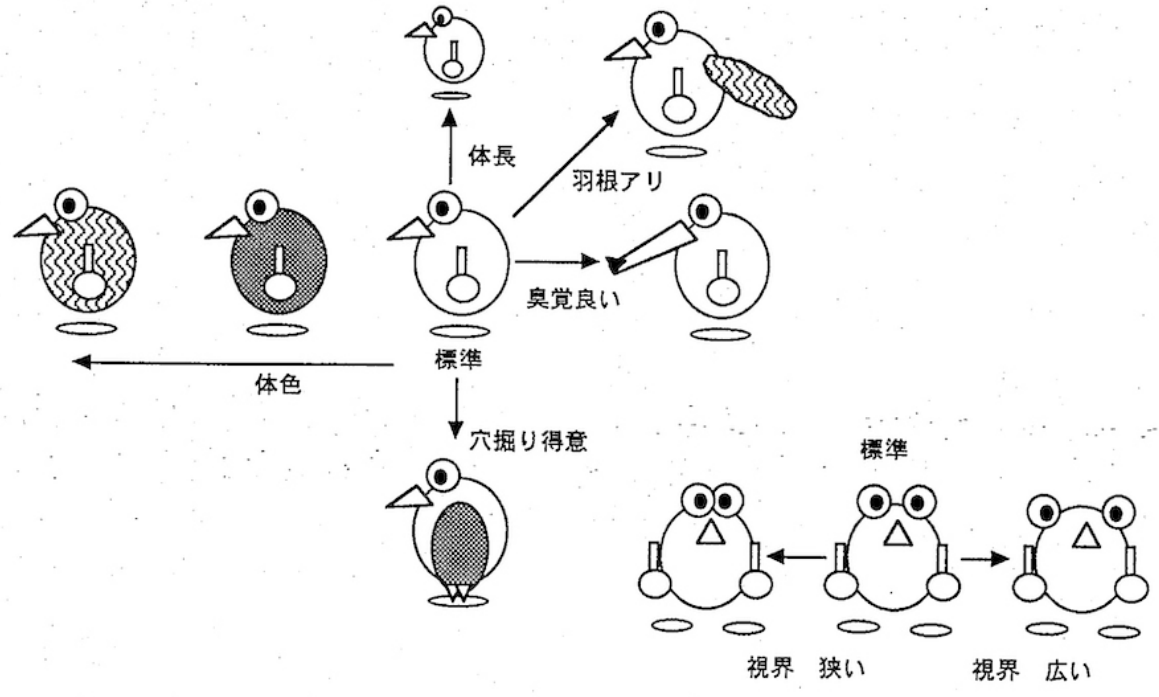 体長
羽根アリ
臭覚良い
標準
体色
穴掘り得意
標準
視界 狭い
視界 広い